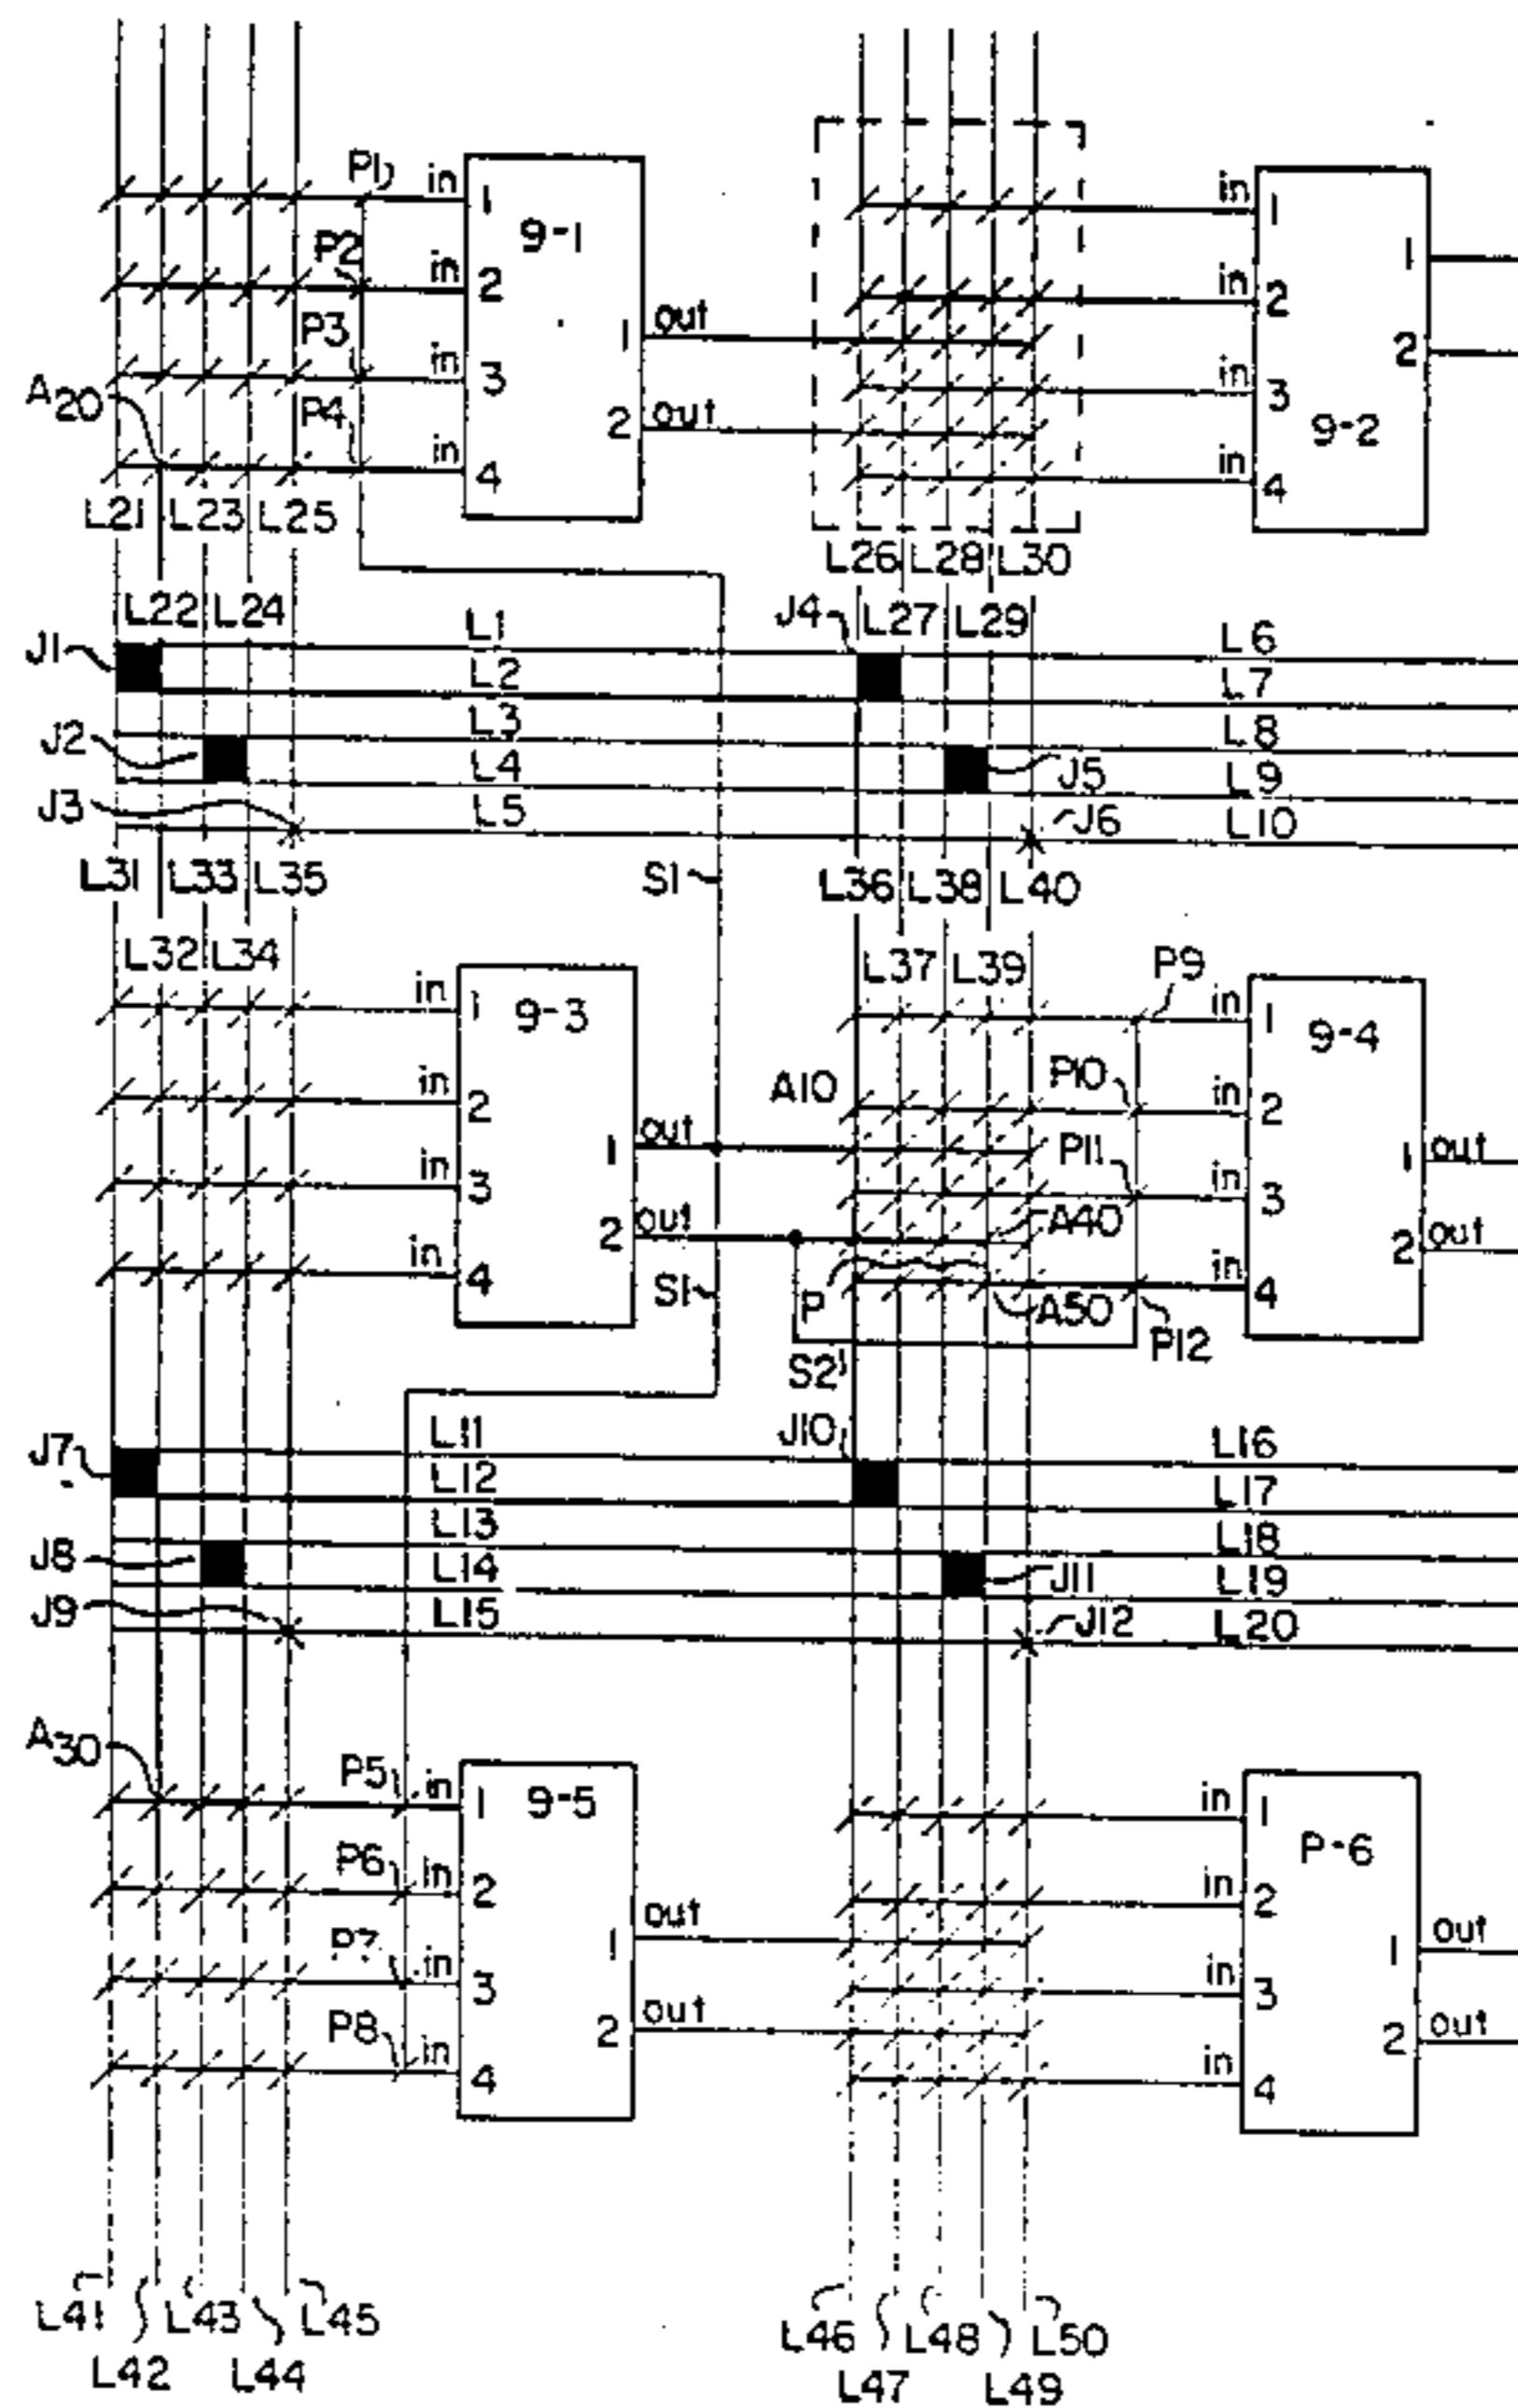 P1 in 1 9-1 in 1
P2 in 2 in 2 1
P3 in 3 1 out in 3 2
A20 P4 in 4 2 out in 4 9-2
L21 L23 L25 L26 L28 L30
L22 L24 L1 J4 L27 L29 L6
J1 L2 L7
J2 L3 L8
L4 J5 L9
J3 L5 J6 L10
L31 L33 L35 S1 L36 L38 L40
L32 L34 L37 L39 P9
in 1 9-3 in 1 9-4
in 2 A10 P10 in 2
in 3 1 out P11 in 3 1 out
2 out A40 2 out
in 4 S1 P A50 in 4
S2 P12
J7 L11 J10 L16
L12 L17
L13 L18
J8 L14 J11 L19
J9 L15 J12 L20
A30 P5 in 1 9-5 in 1
P6 in 2 in 2 P-6
P7 in 3 1 out in 3 1 out
P8 in 4 2 out in 4 2 out
L41 L43 L45 L46 L48 L50
L42 L44 L47 L49